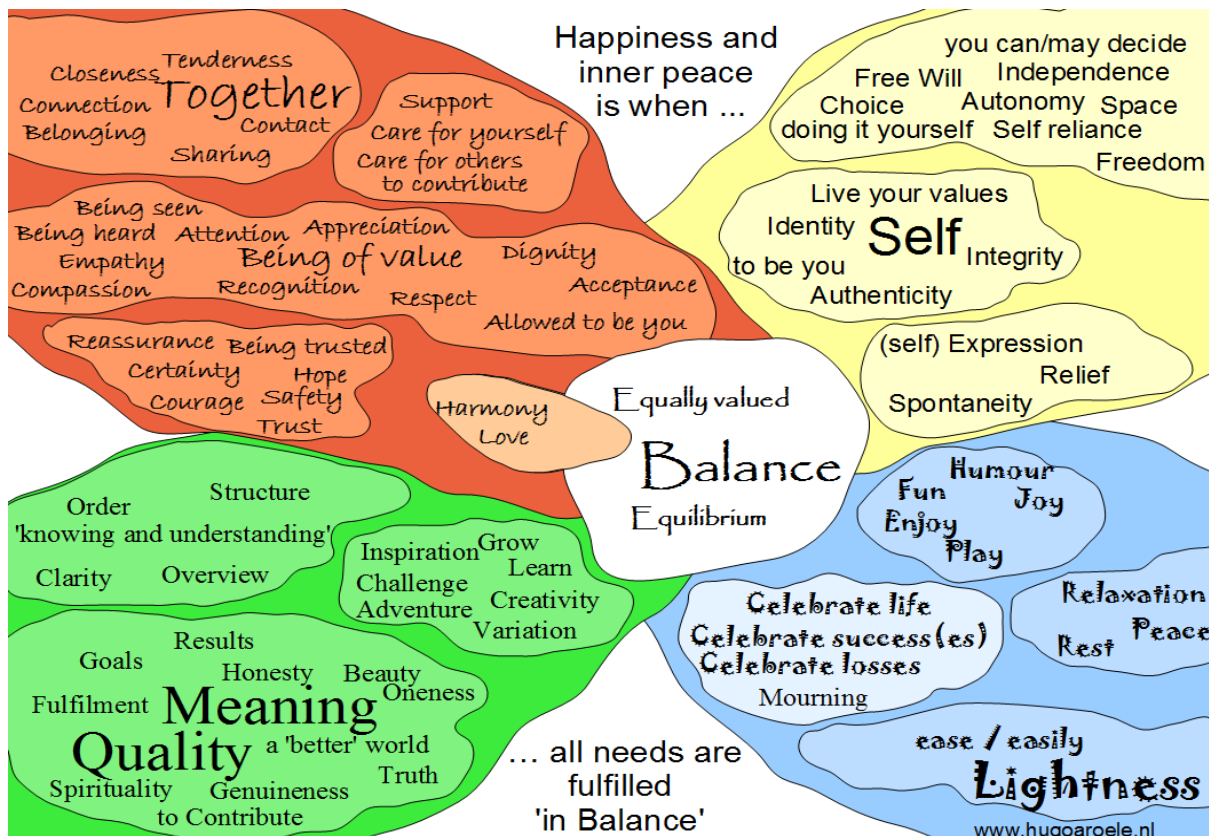 Happiness and
inner peace
is when ...
Tenderness
Closeness
Together
Connection
Contact
Belonging
Sharing
Support
Care for yourself
Care for others
to contribute
Being seen
Being heard
Attention
Appreciation
Empathy
Being of value
Compassion
Recognition
Respect
Dignity
Acceptance
Allowed to be you
Reassurance
Being trusted
Certainty
Hope
Courage
Safety
Trust
Harmony
Love
Equally valued
Balance
Equilibrium
you can/may decide
Free Will
Independence
Choice
Autonomy
Space
doing it yourself
Self reliance
Freedom
Live your values
Identity
Self
to be you
Integrity
Authenticity
(self) Expression
Relief
Spontaneity
Structure
Order
'knowing and understanding'
Clarity
Overview
Inspiration
Grow
Challenge
Learn
Adventure
Creativity
Variation
Results
Goals
Honesty
Beauty
Fulfilment
Meaning
Oneness
Quality
a 'better' world
Truth
Spirituality
Genuineness
to Contribute
Humour
Fun
Joy
Enjoy
Play
Celebrate life
Celebrate success(es)
Celebrate losses
Mourning
Relaxation
Peace
Rest
ease / easily
Lightness
... all needs are
fulfilled
'in Balance'
www.hugoaroele.nl